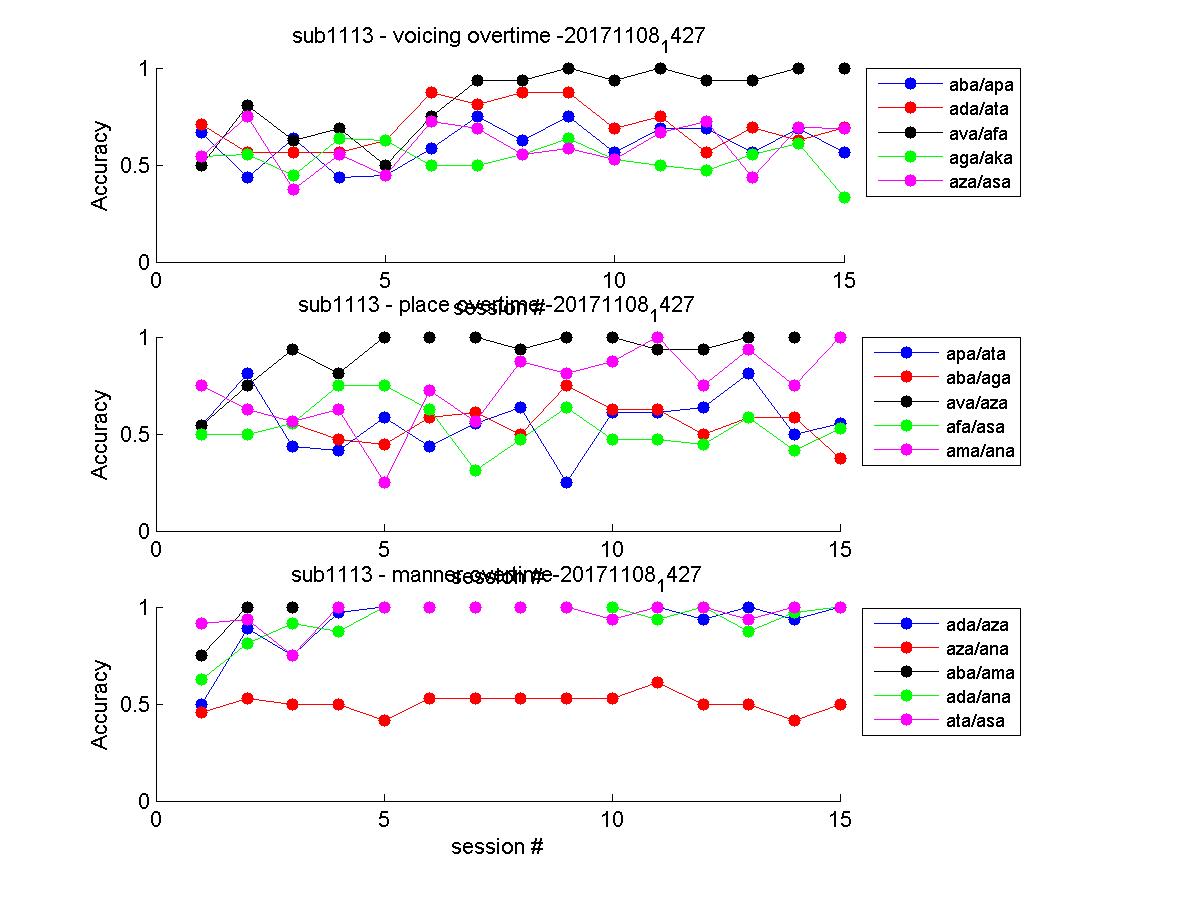 sub1113 - voicing overtime -20171108₁427
1
0.5
0
Accuracy
0
5
10
15
session #
aba/apa
ada/ata
ava/afa
aga/aka
aza/asa
sub1113 - place overtime -20171108₁427
1
0.5
0
Accuracy
0
5
10
15
session #
apa/ata
aba/aga
ava/aza
afa/asa
ama/ana
sub1113 - manner overtime -20171108₁427
1
0.5
0
Accuracy
0
5
10
15
session #
ada/aza
aza/ana
aba/ama
ada/ana
ata/asa